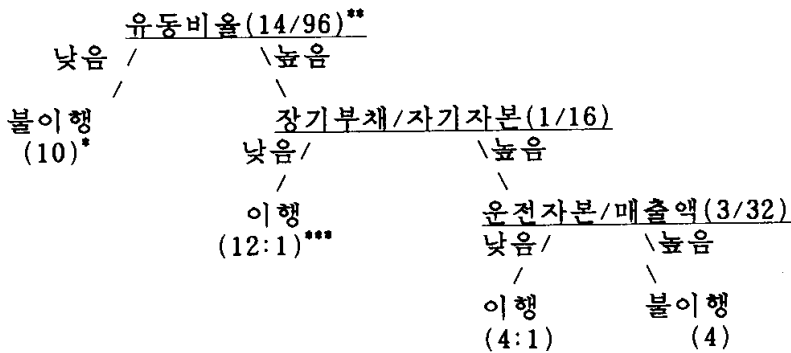 유동비율(14/96)**
낮음 / \높음
불이행 장기부채/자기자본(1/16)
(10)* 낮음/ \높음
이행 운전자본/매출액(3/32)
(12:1)*** 낮음/ \높음
이행 불이행
(4:1) (4)